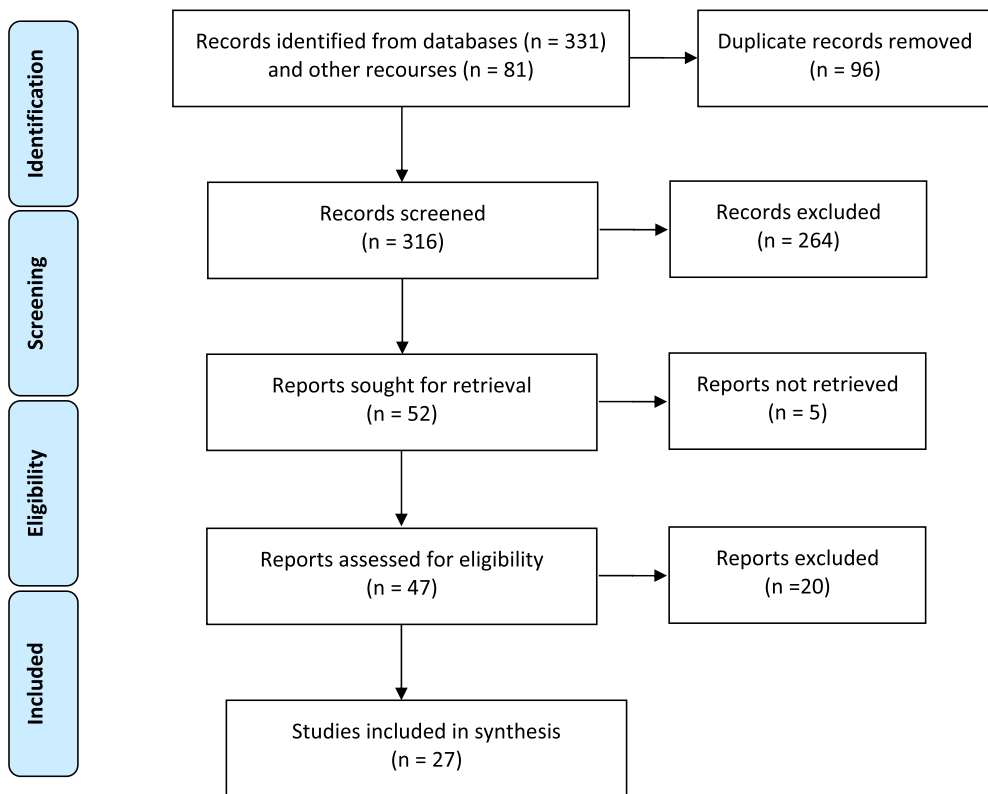 Identification
Records identified from databases (n = 331)
and other recourses (n = 81)
Duplicate records removed
(n = 96)
Screening
Records screened
(n = 316)
Records excluded
(n = 264)
Reports sought for retrieval
(n = 52)
Reports not retrieved
(n = 5)
Eligibility
Reports assessed for eligibility
(n = 47)
Reports excluded
(n =20)
Included
Studies included in synthesis
(n = 27)